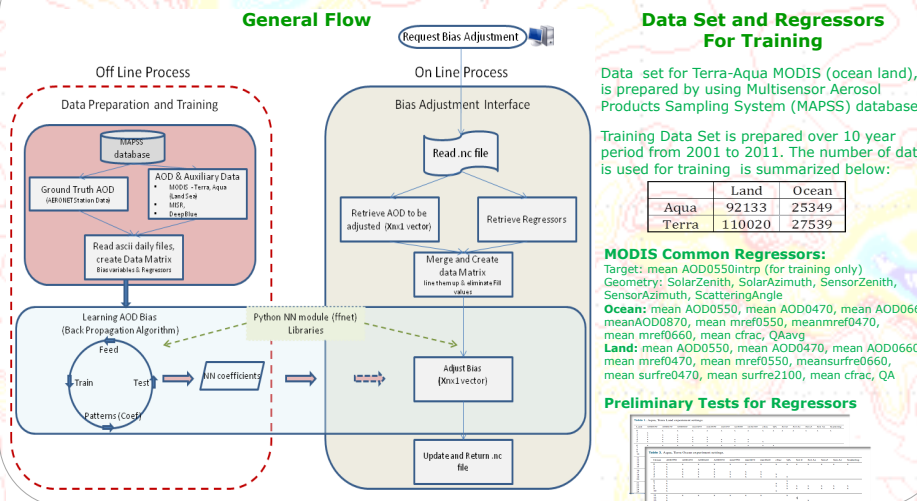 General Flow
Request Bias Adjustment
Off Line Process
On Line Process
Data Preparation and Training
Bias Adjustment Interface
MAPSS
database
Ground Truth AOD
(AERONET Station Data)
AOD & Auxiliary Data
• MODIS -Terra, Aqua
(Land Sea)
• MISR,
• DeepBlue
Read ascii daily files,
create Data Matrix
Bias variables & Regressors
Read .nc file
Retrieve AOD to be
adjusted (Xnx1 vector)
Retrieve Regressors
Merge and Create
data Matrix
line them up & eliminate Fill
values
Learning AOD Bias
(Back Propagation Algorithm)
Feed
Train
Test
Patterns (Coef)
NN coefficients
Python NN module (ffnet)
Libraries
Adjust Bias
(Xnx1 vector)
Update and Return .nc
file
Data Set and Regressors
For Training
Data set for Terra-Aqua MODIS (ocean land),
is prepared by using Multisensor Aerosol
Products Sampling System (MAPSS) database
Training Data Set is prepared over 10 year
period from 2001 to 2011. The number of dat
is used for training is summarized below:
Land Ocean
Aqua 92133 25349
Terra 110020 27539
MODIS Common Regressors:
Target: mean AOD0550intrp (for training only)
Geometry: SolarZenith, SolarAzimuth, SensorZenith,
SensorAzimuth, ScatteringAngle
Ocean: mean AOD0550, mean AOD0470, mean AOD066
meanAOD0870, mean mref0550, meanmref0470,
mean mref0660, mean cfrac, QAavg
Land: mean AOD0550, mean AOD0470, mean AOD0660
mean mref0470, mean mref0550, meansurfre0660,
mean surfre0470, mean surfre2100, mean cfrac, QA
Preliminary Tests for Regressors